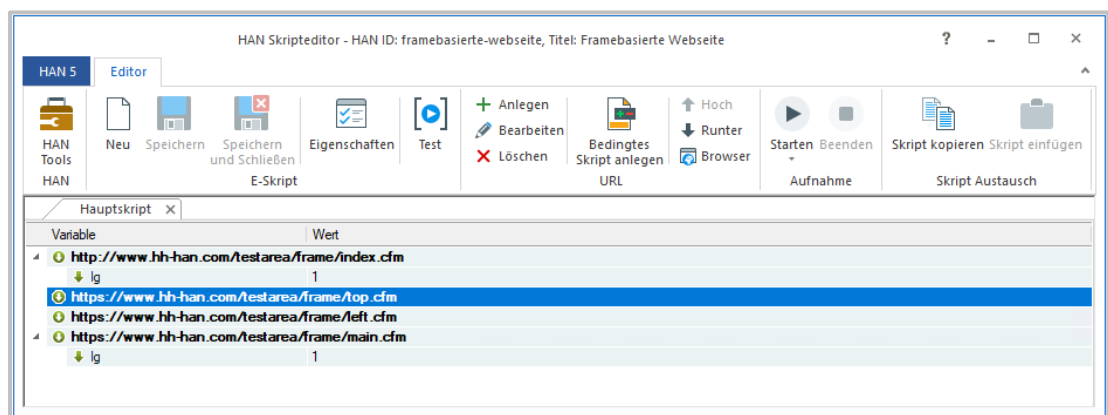 HAN Skripteditor - HAN ID: framebasierte-webseite, Titel: Framebasierte Webseite
HAN 5 Editor
HAN Tools
HAN
Neu
Speichern
Speichern und Schließen
Eigenschaften
Test
E-Skript
Anlegen
Bearbeiten
Löschen
Bedingtes Skript anlegen
Hoch
Runter
Browser
URL
Starten
Beenden
Aufnahme
Skript kopieren
Skript einfügen
Skript Austausch
Hauptskript
Variable Wert
http://www.hh-han.com/testarea/frame/index.cfm
lg 1
https://www.hh-han.com/testarea/frame/top.cfm
https://www.hh-han.com/testarea/frame/left.cfm
https://www.hh-han.com/testarea/frame/main.cfm
lg 1